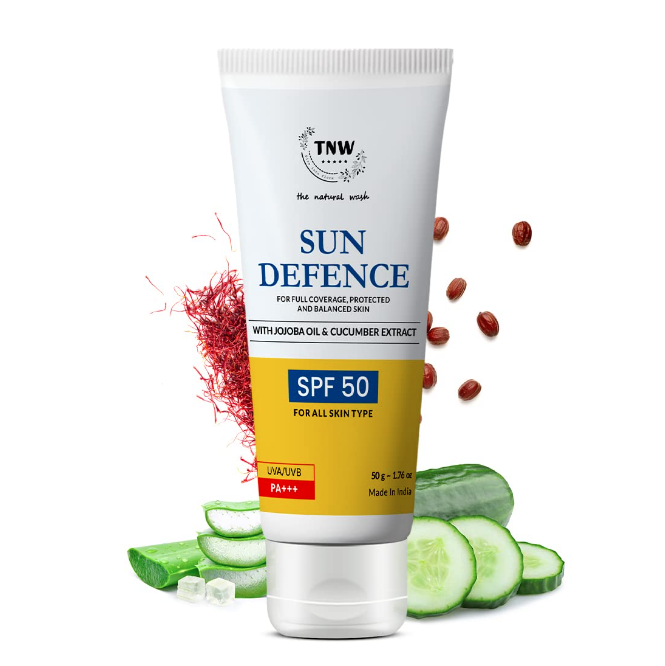 TNW
the natural wash
SUN
DEFENCE
FOR FULL COVERAGE, PROTECTED
AND BALANCED SKIN
WITH JOJOBA OIL & CUCUMBER EXTRACT
SPF 50
FOR ALL SKIN TYPE
UVA/UVB
PA+++
50 g ~ 1.76 oz
Made In India